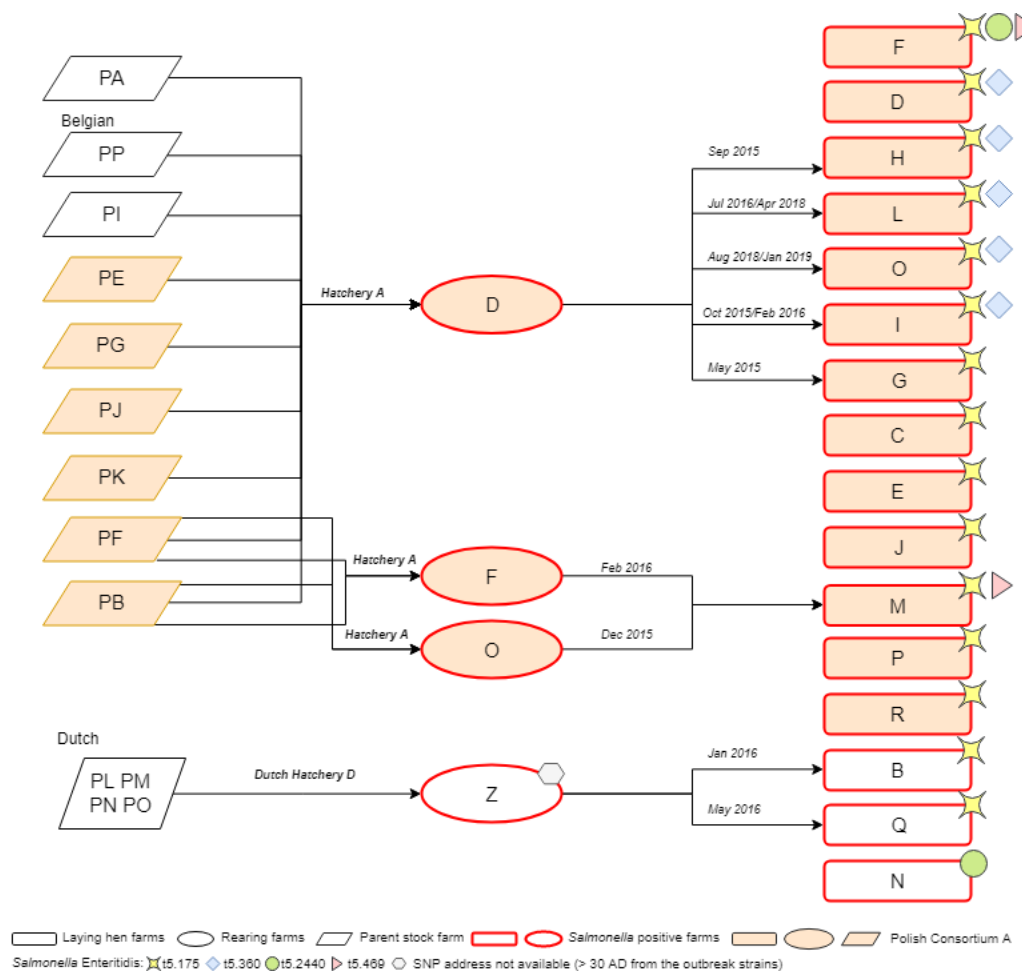 F
PA
D
Belgian
PP
Sep 2015
H
PI
Jul 2016/Apr 2018
L
PE
Aug 2018/Jan 2019
O
Hatchery A
D
Oct 2015/Feb 2016
I
PG
May 2015
G
PJ
C
PK
E
PF
J
Hatchery A
F
Feb 2016
PB
M
Hatchery A
O
Dec 2015
P
R
Dutch
Jan 2016
B
PL PM
PN PO
Dutch Hatchery D
Z
May 2016
Q
N
Laying hen farms Rearing farms Parent stock farm Salmonella positive farms Polish Consortium A
Salmonella Enteritidis: t5.175 t5.360 t5.2440 t5.469 SNP address not available (> 30 AD from the outbreak strains)